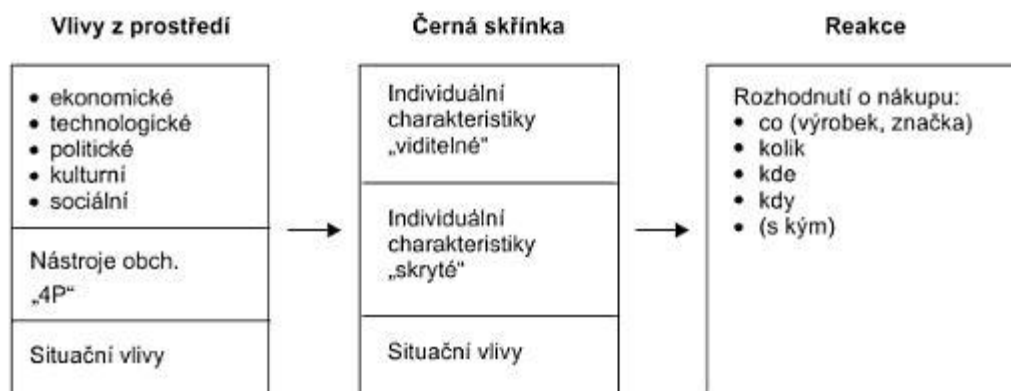 Vlivy z prostředí
• ekonomické
• technologické
• politické
• kulturní
• sociální
Nástroje obch.
„4P“
Situační vlivy
Černá skřínka
Individuální
charakteristiky
„viditelné“
Individuální
charakteristiky
„skryté“
Situační vlivy
Reakce
Rozhodnutí o nákupu:
• co (výrobek, značka)
• kolik
• kde
• kdy
• (s kým)